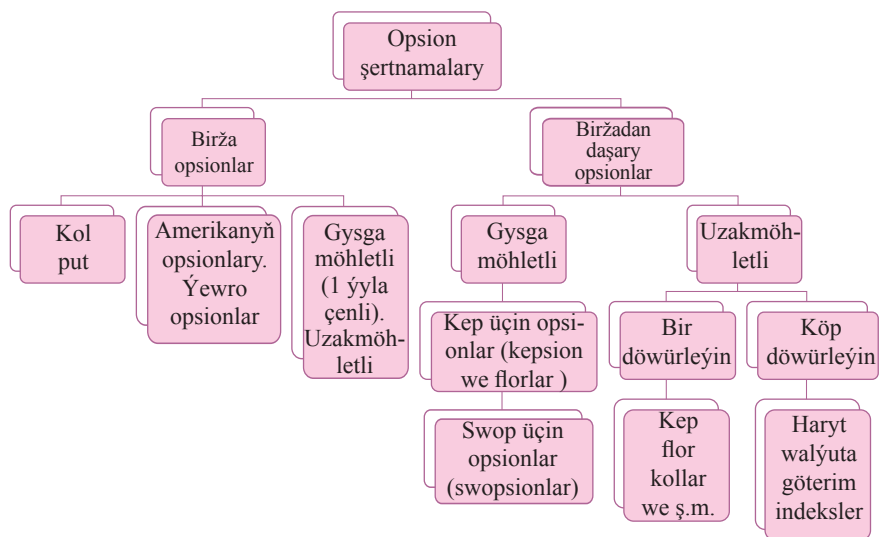 Opsion
şertnamalary
Birža
opsionlar
Biržadan
daşary
opsionlar
Kol
put
Amerikanyň
opsionlary.
Ýewro
opsionlar
Gysga
möhletli
(1 ýyla
çenli).
Uzakmöh-
letli
Gysga
möhletli
Uzakmöh-
letli
Kep üçin opsi-
onlar (kepsion
we florlar )
Bir
döwürleýin
Köp
döwürleýin
Swop üçin
opsionlar
(swopsionlar)
Kep
flor
kollar
we ş.m.
Haryt
walýuta
göterim
indeksler